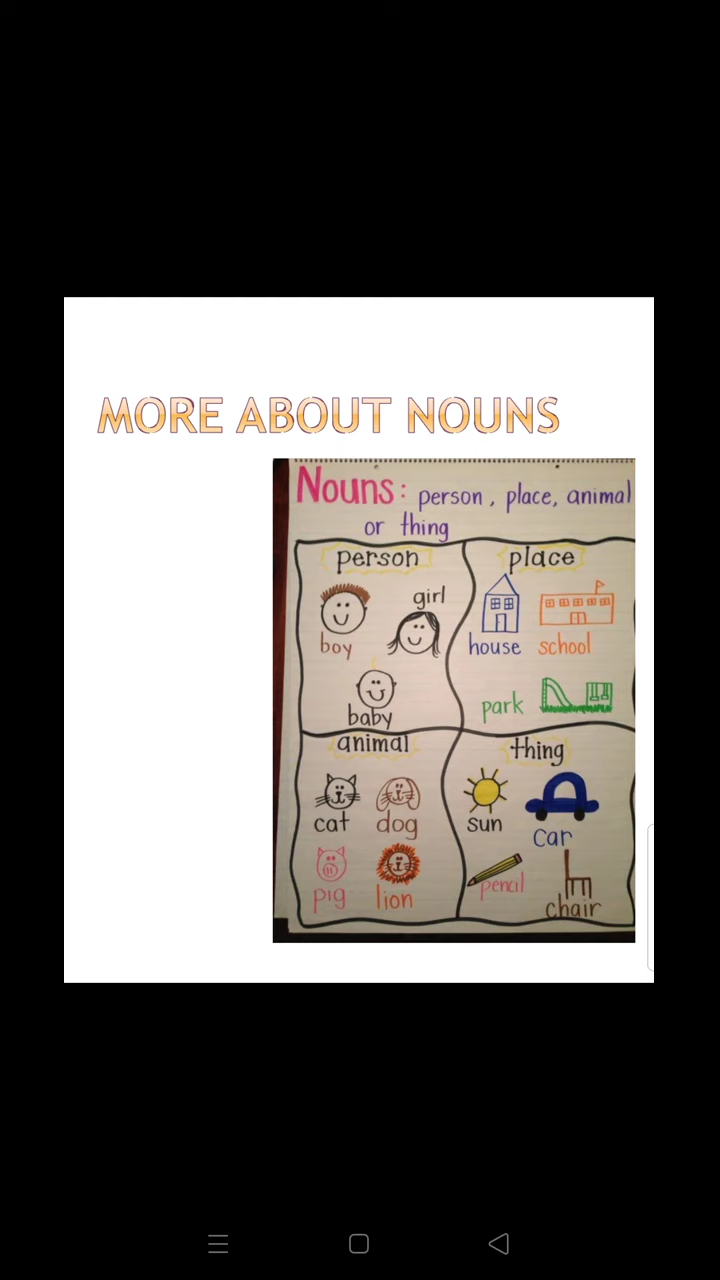 MORE ABOUT NOUNS
Nouns: person, place, animal
or thing
person
girl
boy
baby
place
house school
park
animal
cat dog
pig lion
thing
sun
car
pencil
chair